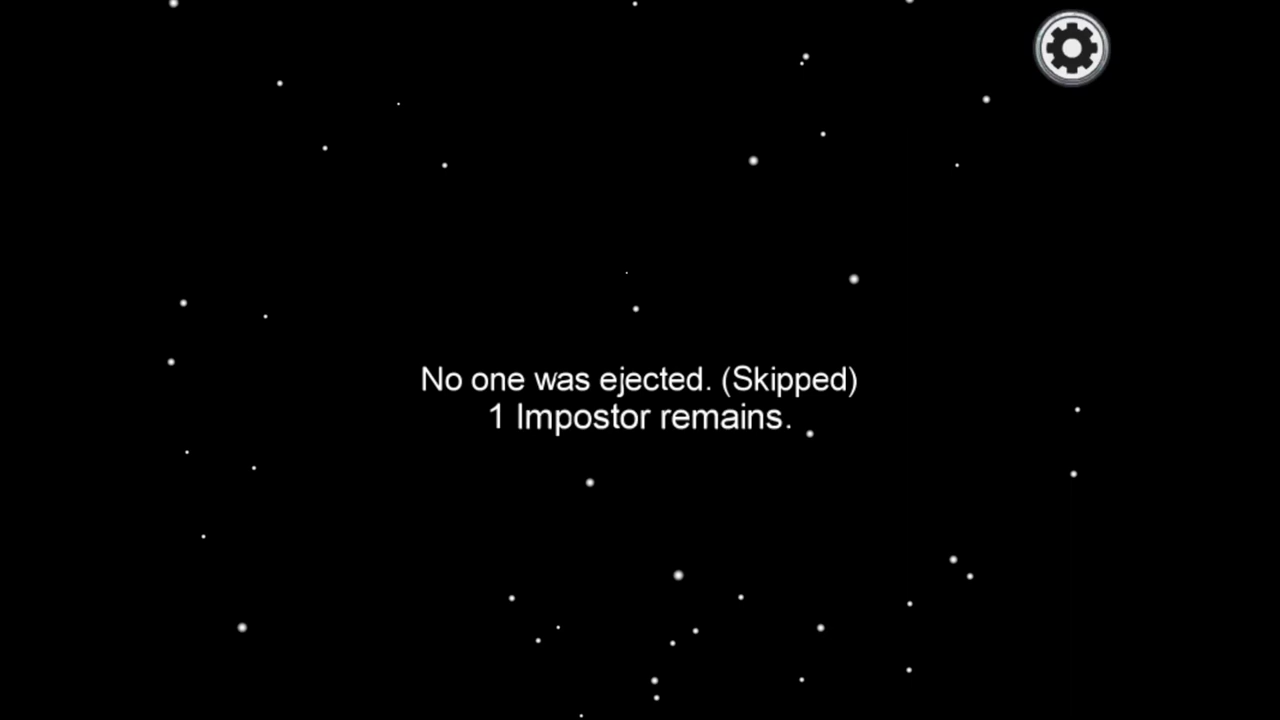 No one was ejected. (Skipped)
1 Impostor remains.